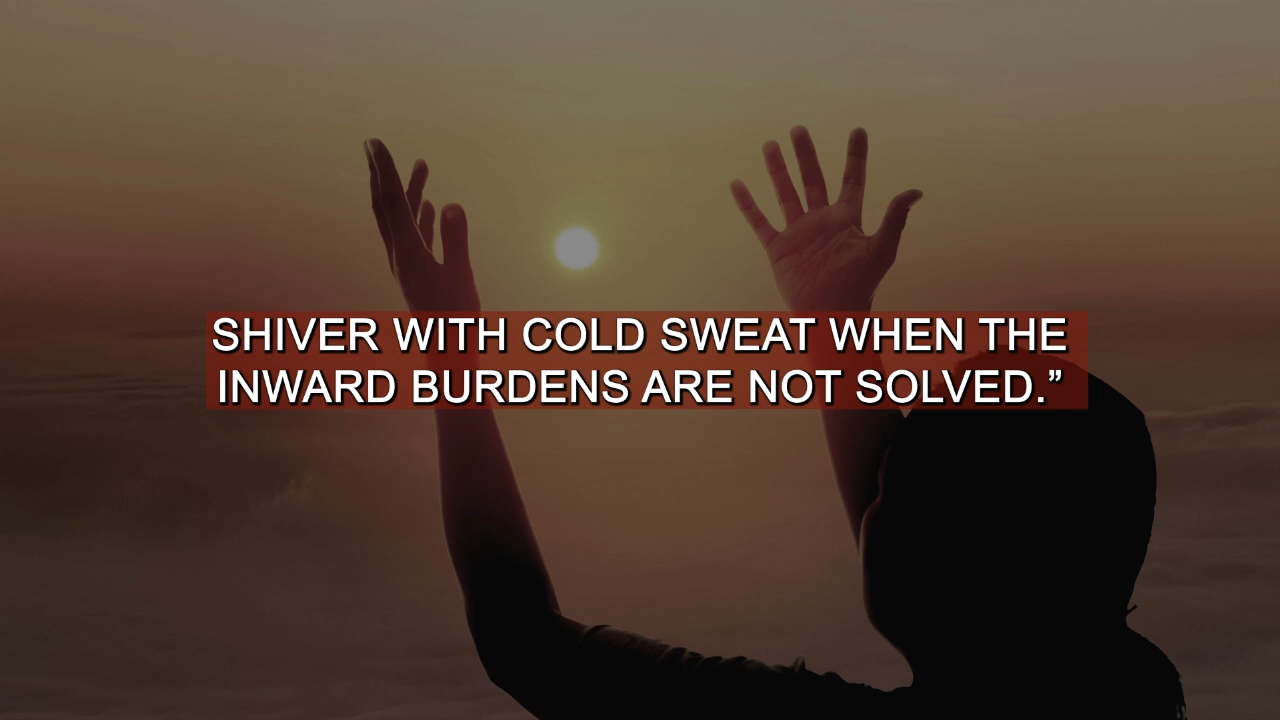 SHIVER WITH COLD SWEAT WHEN THE
INWARD BURDENS ARE NOT SOLVED.”